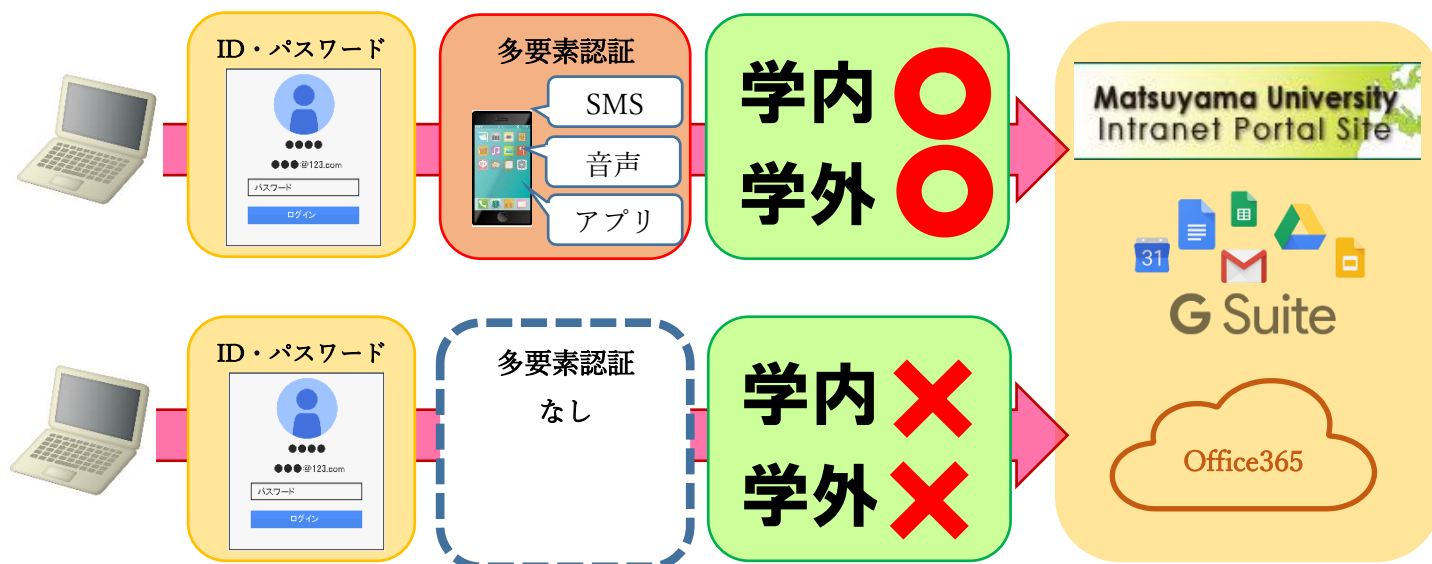 ID・パスワード
●●●●
●●●@123.com
パスワード
ログイン
多要素認証
SMS
音声
アプリ
学内
学外
Matsuyama University
Intranet Portal Site
31
G Suite
Office365
ID・パスワード
●●●●
●●●@123.com
パスワード
ログイン
多要素認証
なし
学内
学外